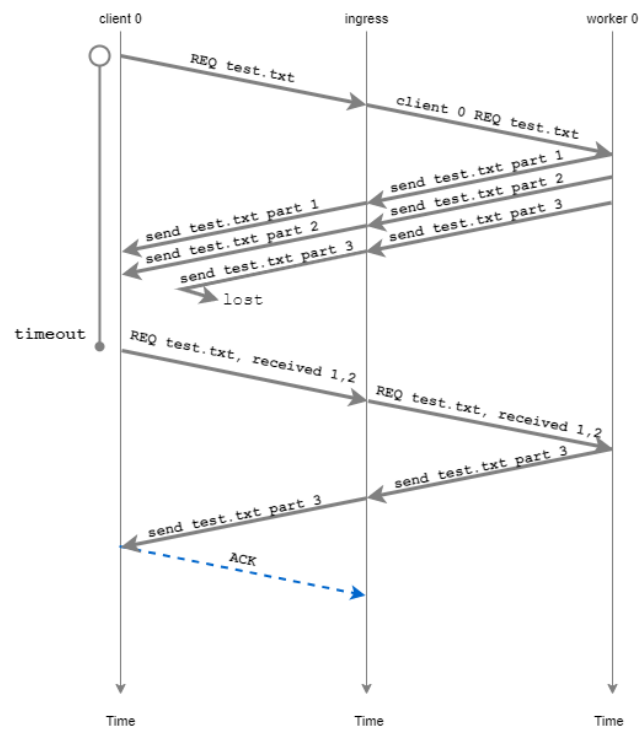 client 0
ingress
worker 0
REQ test.txt
client 0 REQ test.txt
send test.txt part 1
send test.txt part 2
send test.txt part 3
send test.txt part 1
send test.txt part 2
send test.txt part 3
lost
timeout
REQ test.txt, received 1,2
REQ test.txt, received 1,2
send test.txt part 3
send test.txt part 3
ACK
Time
Time
Time